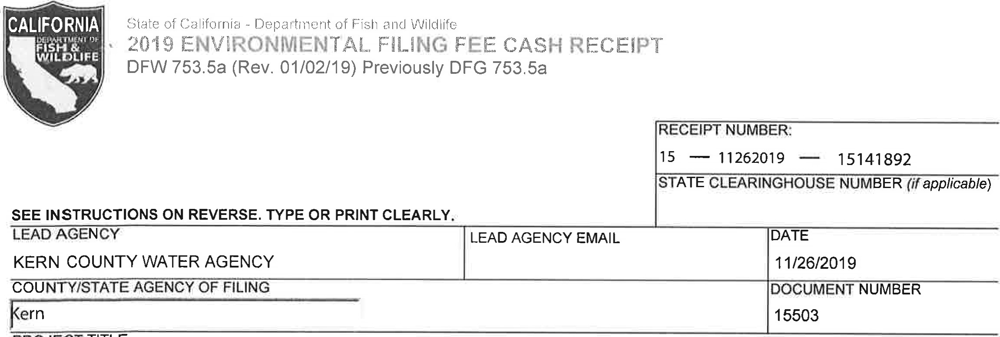 CALIFORNIA
DEPARTMENT OF
FISH &
WILDLIFE
State of California - Department of Fish and Wildlife
2019 ENVIRONMENTAL FILING FEE CASH RECEIPT
DFW 753.5a (Rev. 01/02/19) Previously DFG 753.5a
RECEIPT NUMBER:
15 — 11262019 — 15141892
STATE CLEARINGHOUSE NUMBER (if applicable)
SEE INSTRUCTIONS ON REVERSE. TYPE OR PRINT CLEARLY.
LEAD AGENCY
KERN COUNTY WATER AGENCY
LEAD AGENCY EMAIL
DATE
11/26/2019
COUNTY/STATE AGENCY OF FILING
Kern
DOCUMENT NUMBER
15503
PROJECT TITLE